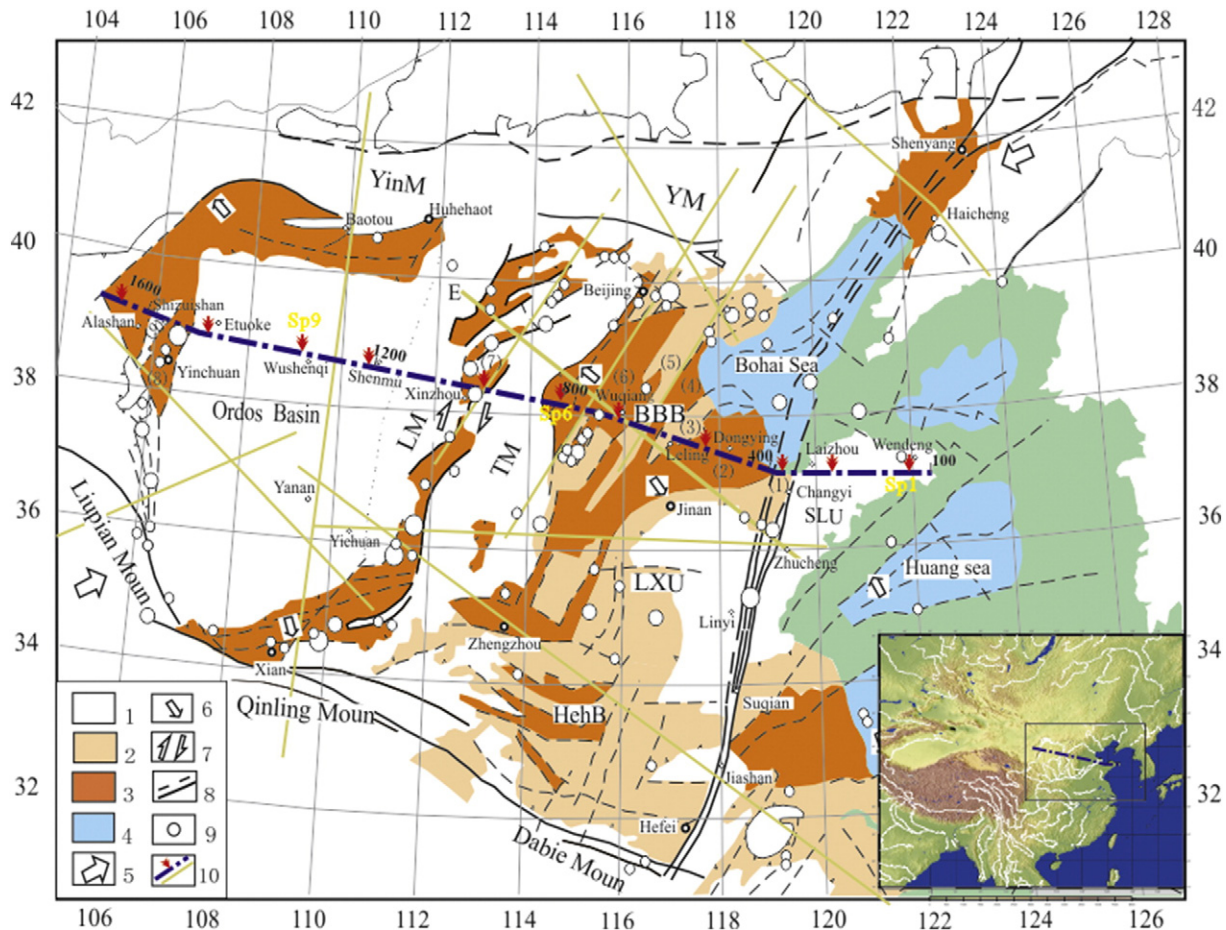 104 106 108 110 112 114 116 118 120 122 124 126 128
42
42
Shenyang
YinM
YM
Huhehaot
Baotou
Haicheng
40
40
E
Beijing
1600
Shizuishan
Alashan
Etuoke
Sp9
(5)
Bohai Sea
1200
(7)
(6)
(4)
Yinchuan
Wushenqi
Shenmu
800
Wuqiang
38
38
(8)
Xinzhou
Sp6
BBB
Ordos Basin
(3)
Dongying
Laizhou
Wendeng
LM
TM
Leling
(2)
400
100
(1)
Sp1
Changyi
Yanan
Jinan
SLU
36
36
Yichuan
Zhucheng
Liupian Moun
Huang sea
LXU
Linyi
34
34
Zhengzhou
Xian
Suqian
Qinling Moun
HehB
1
6
2
7
Jiashan
32
32
3
8
Hefei
4
9
Dabie Moun
5
10
106 108 110 112 114 116 118 120 122 124 126